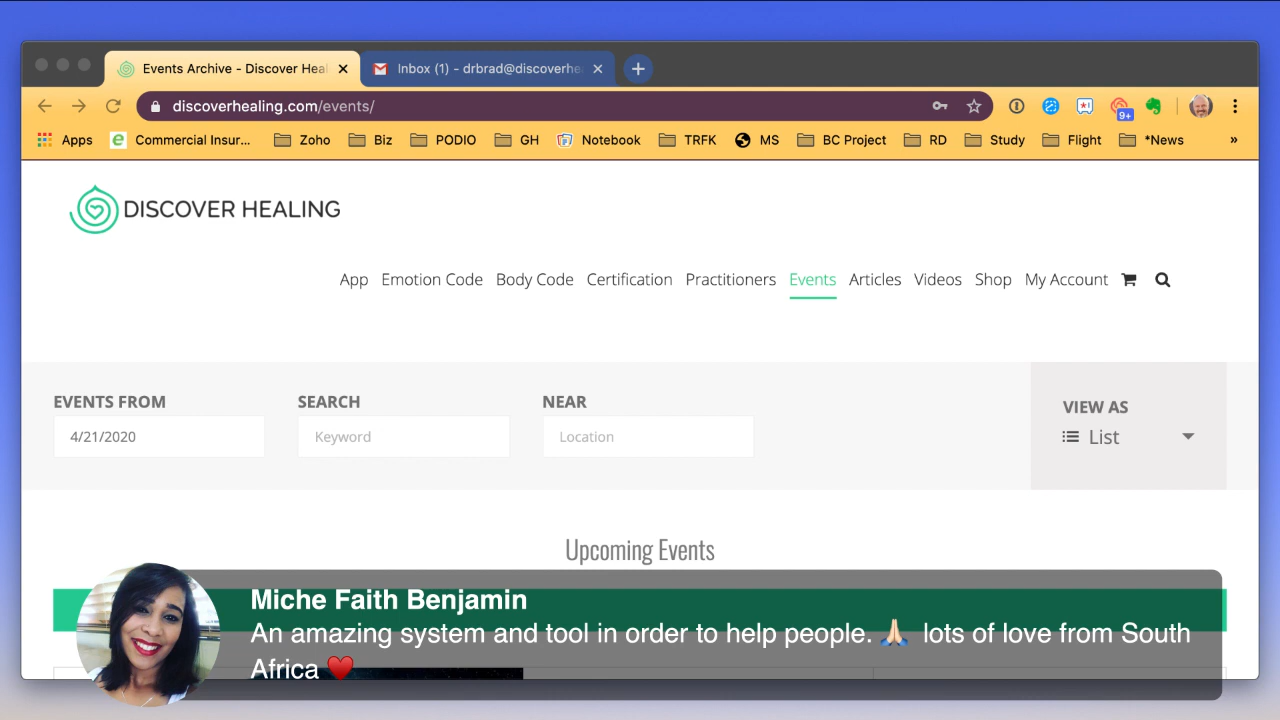 Events Archive - Discover Heal
Inbox (1) - drbrad@discoverhe
discoverhealing.com/events/
9+
Apps
Commercial Insur...
Zoho
Biz
PODIO
GH
Notebook
TRFK
MS
BC Project
RD
Study
Flight
*News
»
DISCOVER HEALING
App Emotion Code Body Code Certification Practitioners Events Articles Videos Shop My Account
EVENTS FROM
SEARCH
NEAR
VIEW AS
4/21/2020
Keyword
Location
List
Upcoming Events
Miche Faith Benjamin
An amazing system and tool in order to help people. 🙏🏻 lots of love from South
Africa ♥️